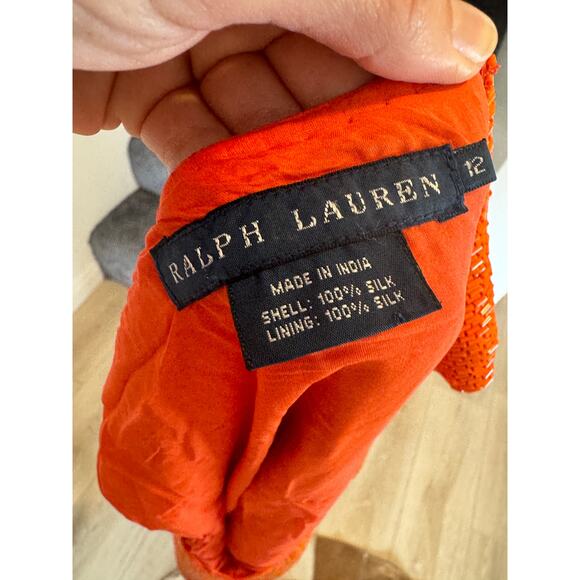 RALPH LAUREN
12
MADE IN INDIA
SHELL: 100% SILK
LINING: 100% SILK